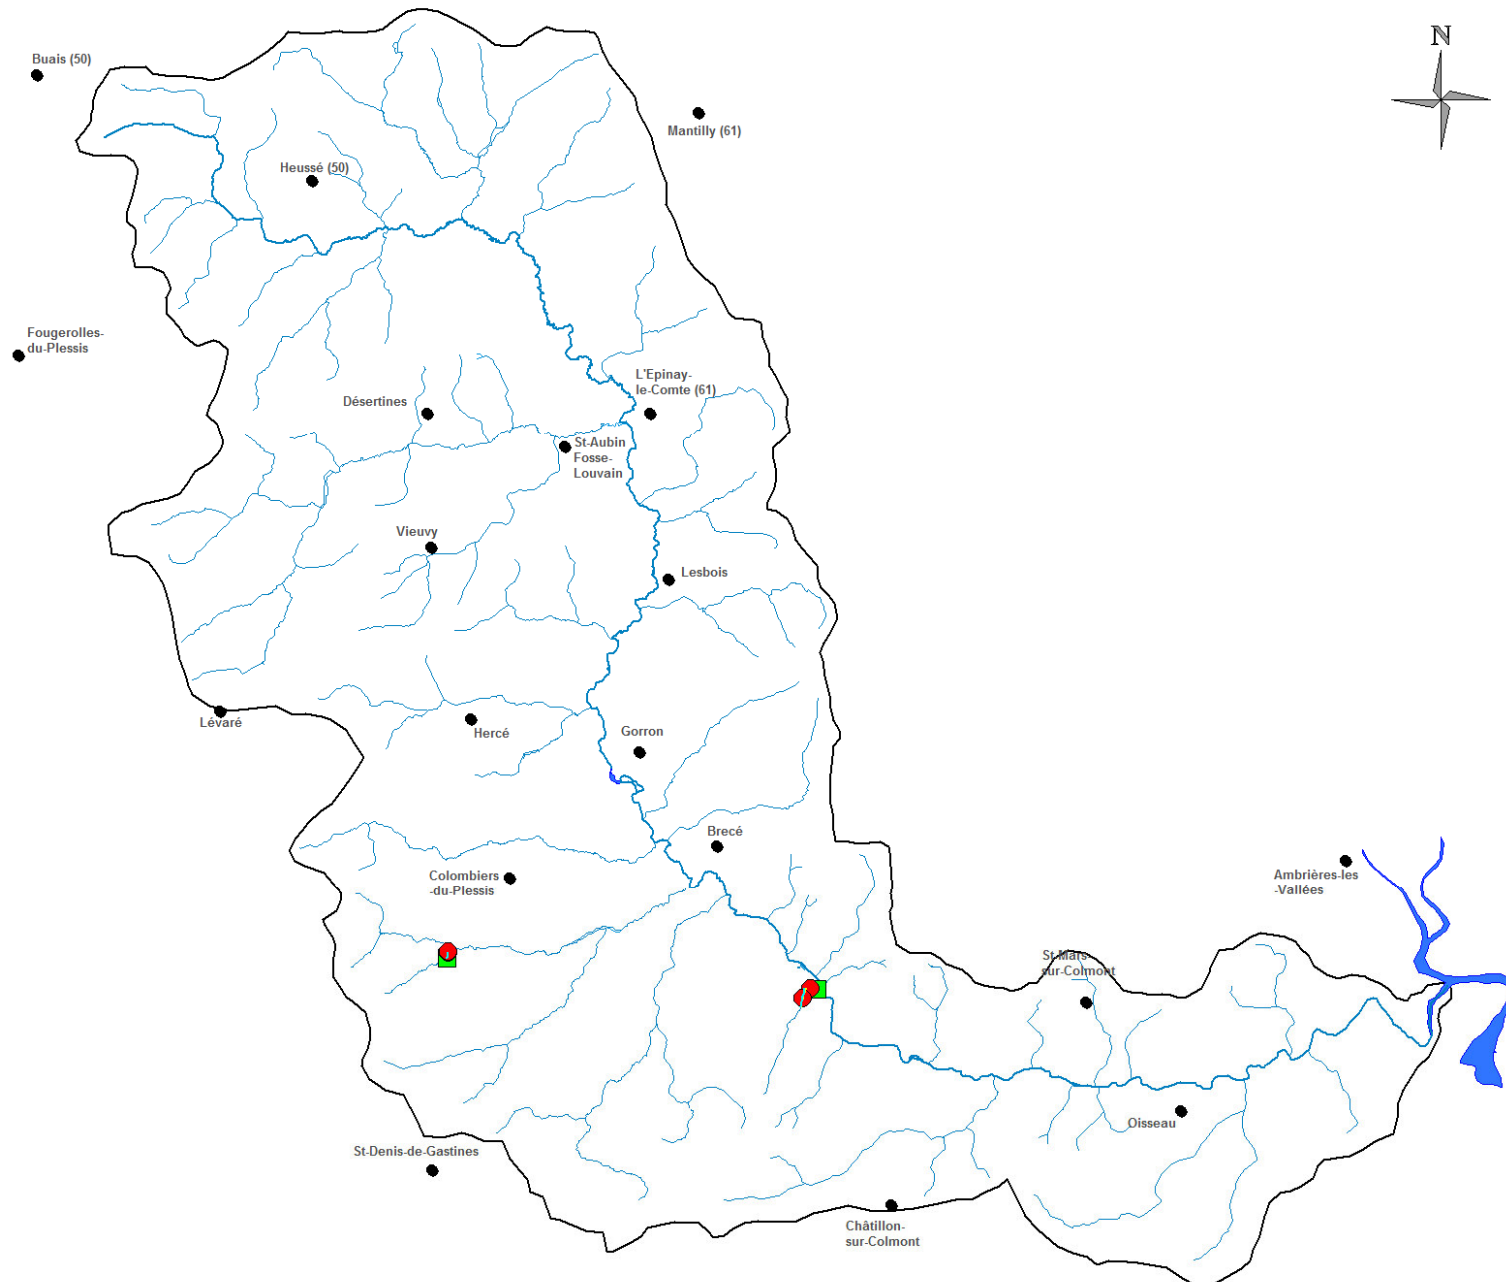 N
Buais (50)
Mantilly (61)
Heussé (50)
Fougerolles-
du-Plessis
L'Epinay-
le-Comte (61)
Désertines
St-Aubin
Fosse-
Louvain
Vieuvy
Lesbois
Lévaré
Hercé
Gorron
Brecé
Colombiers
-du-Plessis
Ambrières-les
-Vallées
St-Mars-
sur-Colmont
Oisseau
St-Denis-de-Gastines
Châtillon-
sur-Colmont